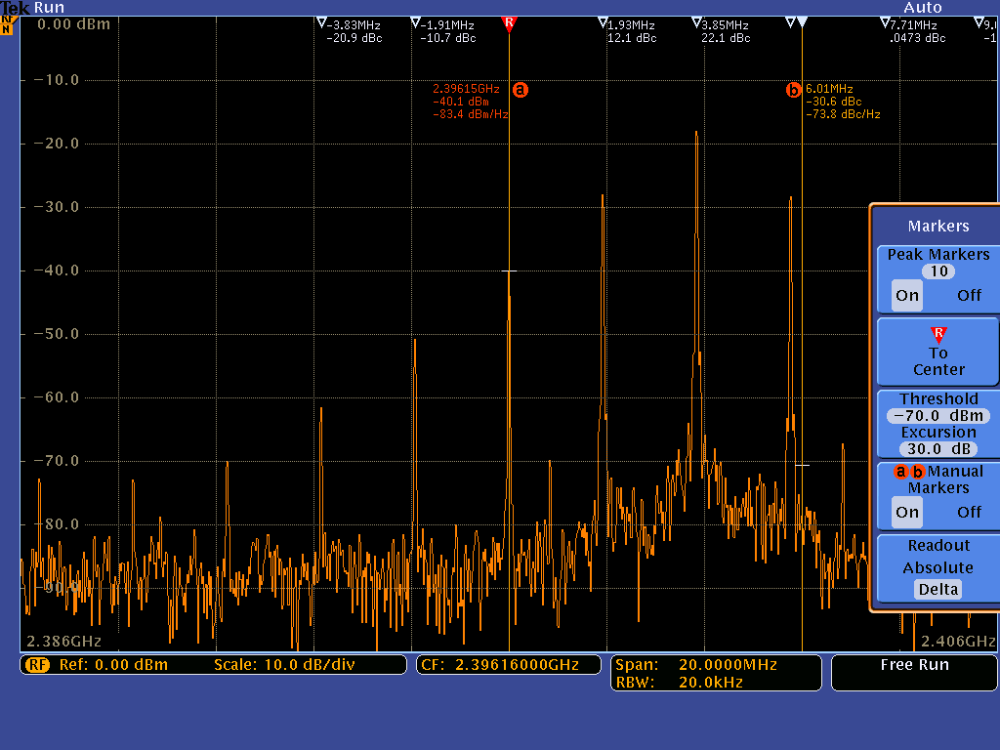 Tek Run Auto
RF
N
0.00 dBm
-3.83MHz
-20.9 dBc
-1.91MHz
-10.7 dBc
R
1.93MHz
12.1 dBc
3.85MHz
22.1 dBc
7.71MHz
.0473 dBc
-10.0
2.39615GHz
-40.1 dBm
-83.4 dBm/Hz
a
b
6.01MHz
-30.6 dBc
-73.8 dBc/Hz
-20.0
-30.0
-40.0
-50.0
-60.0
-70.0
-80.0
-90.0
2.386GHz
2.406GHz
Markers
Peak Markers
10
On Off
R
To
Center
Threshold
-70.0 dBm
Excursion
30.0 dB
a b Manual
Markers
On Off
Readout
Absolute
Delta
RF Ref: 0.00 dBm Scale: 10.0 dB/div
CF: 2.39616000GHz
Span: 20.0000MHz
RBW: 20.0kHz
Free Run